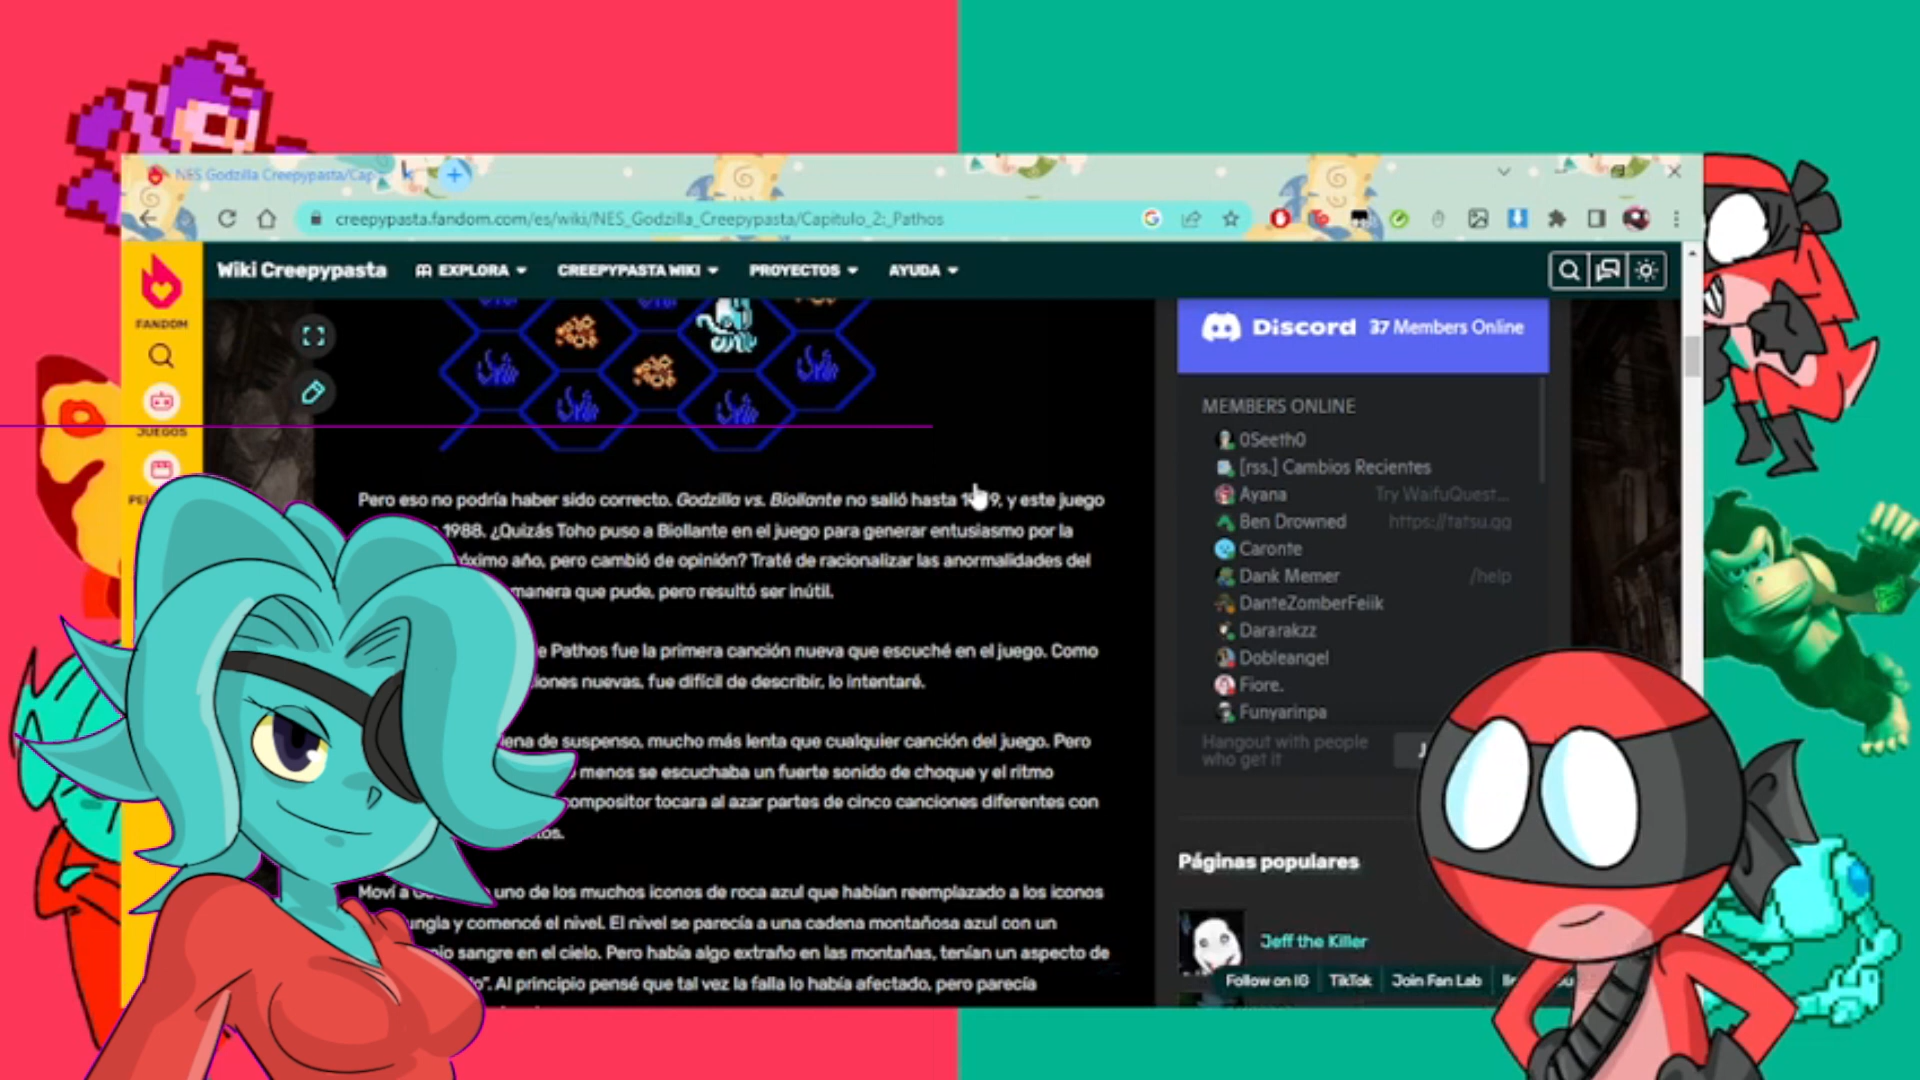 NES Godzilla Creepypasta/Cap
creepypasta.fandom.com/es/wiki/NES_Godzilla_Creepypasta/Capitulo_2:_Pathos
Wiki Creepypasta
EXPLORA
CREEPYPASTA WIKI
PROYECTOS
AYUDA
FANDOM
JUEGOS
Discord 37 Members Online
MEMBERS ONLINE
0Seeth0
[rss.] Cambios Recientes
Ayana Try WaifuQuest...
Ben Drowned https://tatsu.gg
Caronte
Dank Memer /help
DanteZomberFeiik
Dararakzz
Dobleangel
Fiore.
Funyarinpa
Hangout with people
who get it
Pero eso no podría haber sido correcto. Godzilla vs. Biollante no salió hasta y este juego
1988. ¿Quizás Toho puso a Biollante en el juego para generar entusiasmo por la
óximo año, pero cambió de opinión? Traté de racionalizar las anormalidades del
manera que pude, pero resultó ser inútil.
e Pathos fue la primera canción nueva que escuché en el juego. Como
iones nuevas, fue difícil de describir, lo intentaré.
lena de suspenso, mucho más lenta que cualquier canción del juego. Pero
menos se escuchaba un fuerte sonido de choque y el ritmo
compositor tocara al azar partes de cinco canciones diferentes con
tos.
Moví a uno de los muchos iconos de roca azul que habían reemplazado a los iconos
ungla y comencé el nivel. El nivel se parecía a una cadena montañosa azul con un
sangre en el cielo. Pero había algo extraño en las montañas, tenían un aspecto de
Al principio pensé que tal vez la falla lo había afectado, pero parecía
Páginas populares
Jeff the Killer
Follow on IG
TikTok
Join Fan Lab